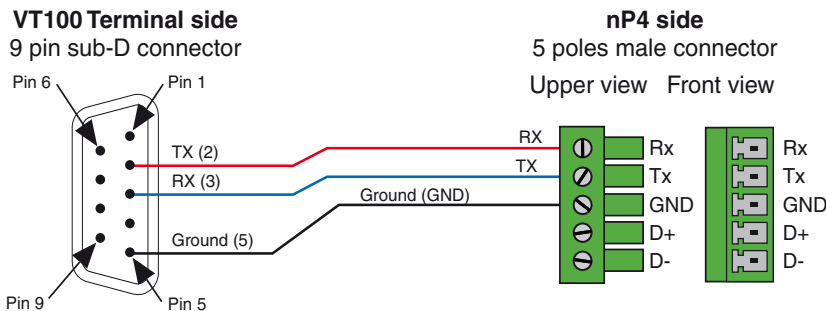 VT100 Terminal side
9 pin sub-D connector
nP4 side
5 poles male connector
Upper view
Front view
Pin 6
Pin 1
TX (2)
RX (3)
Ground (5)
Ground (GND)
Pin 9
Pin 5
RX
TX
Rx
Tx
GND
D+
D-
Rx
Tx
GND
D+
D-